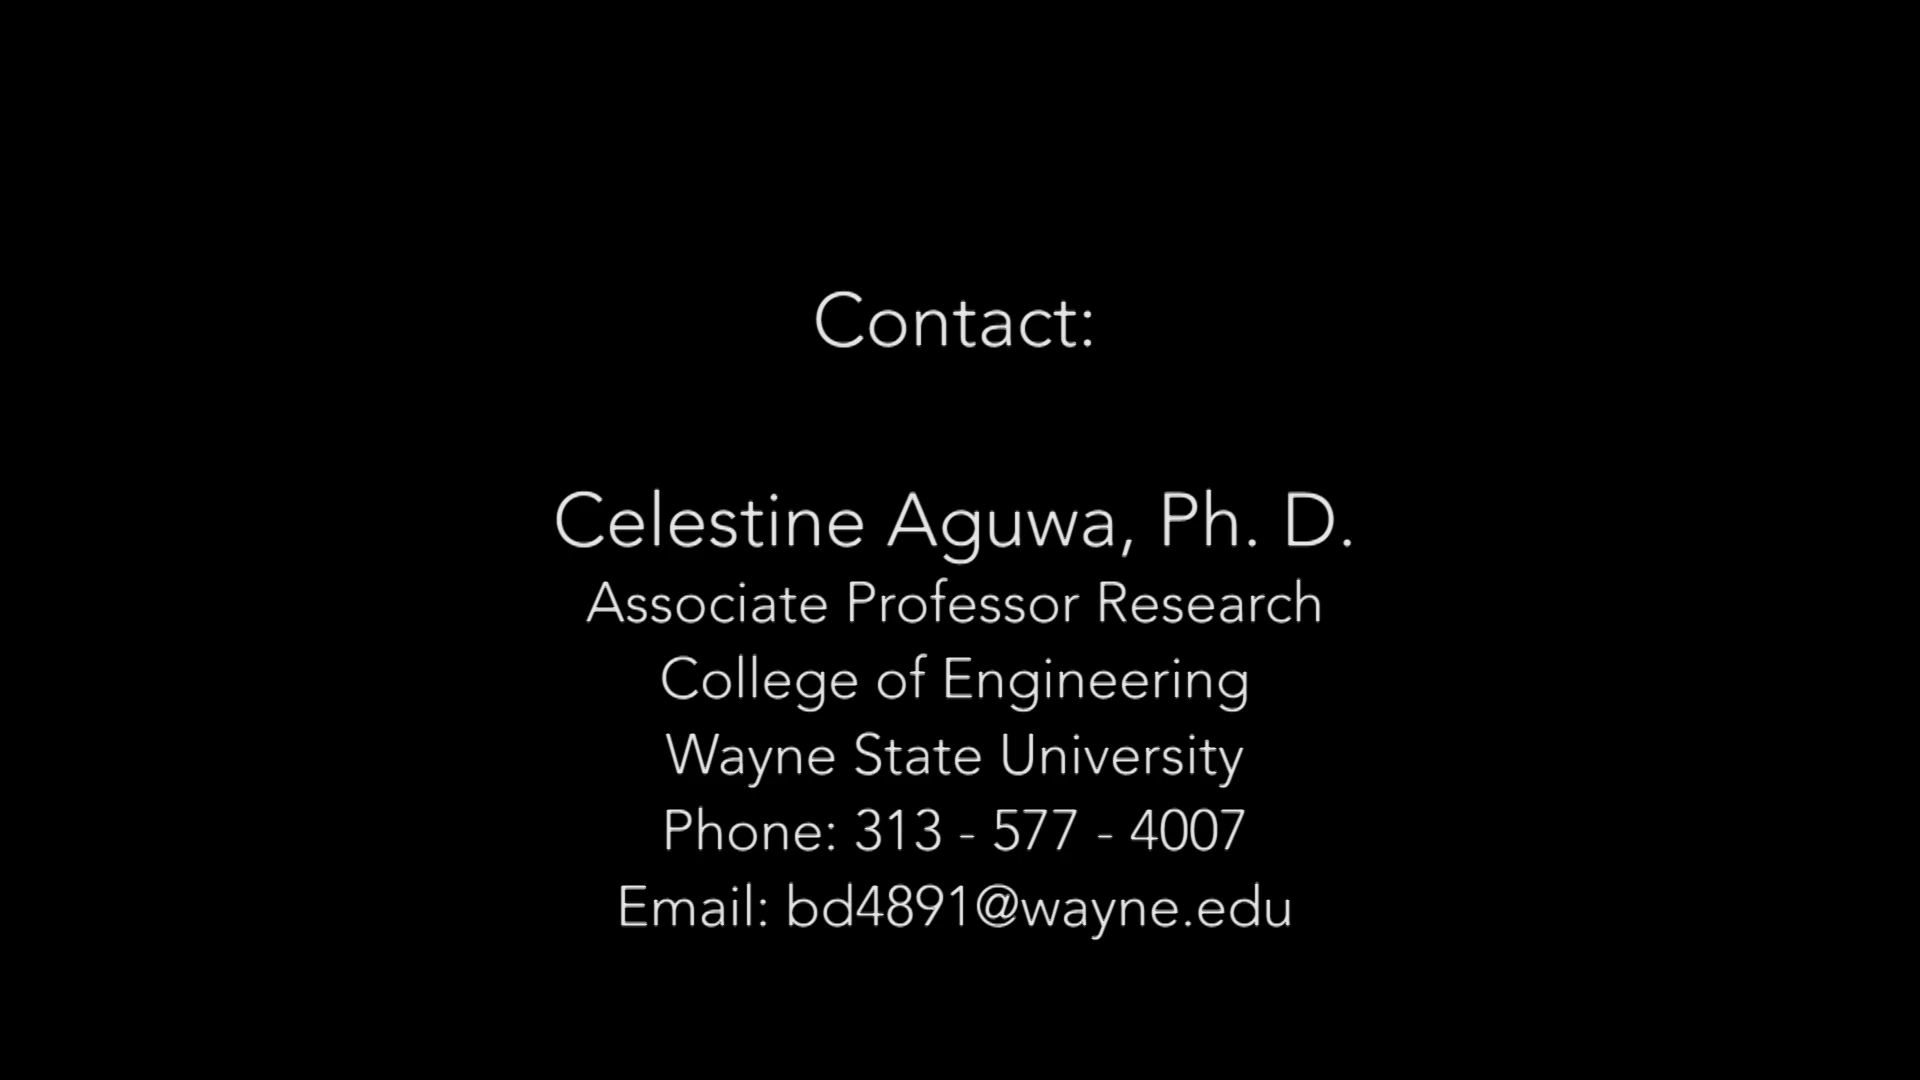 Contact:
Celestine Aguwa, Ph. D.
Associate Professor Research
College of Engineering
Wayne State University
Phone: 313 - 577 - 4007
Email: bd4891@wayne.edu